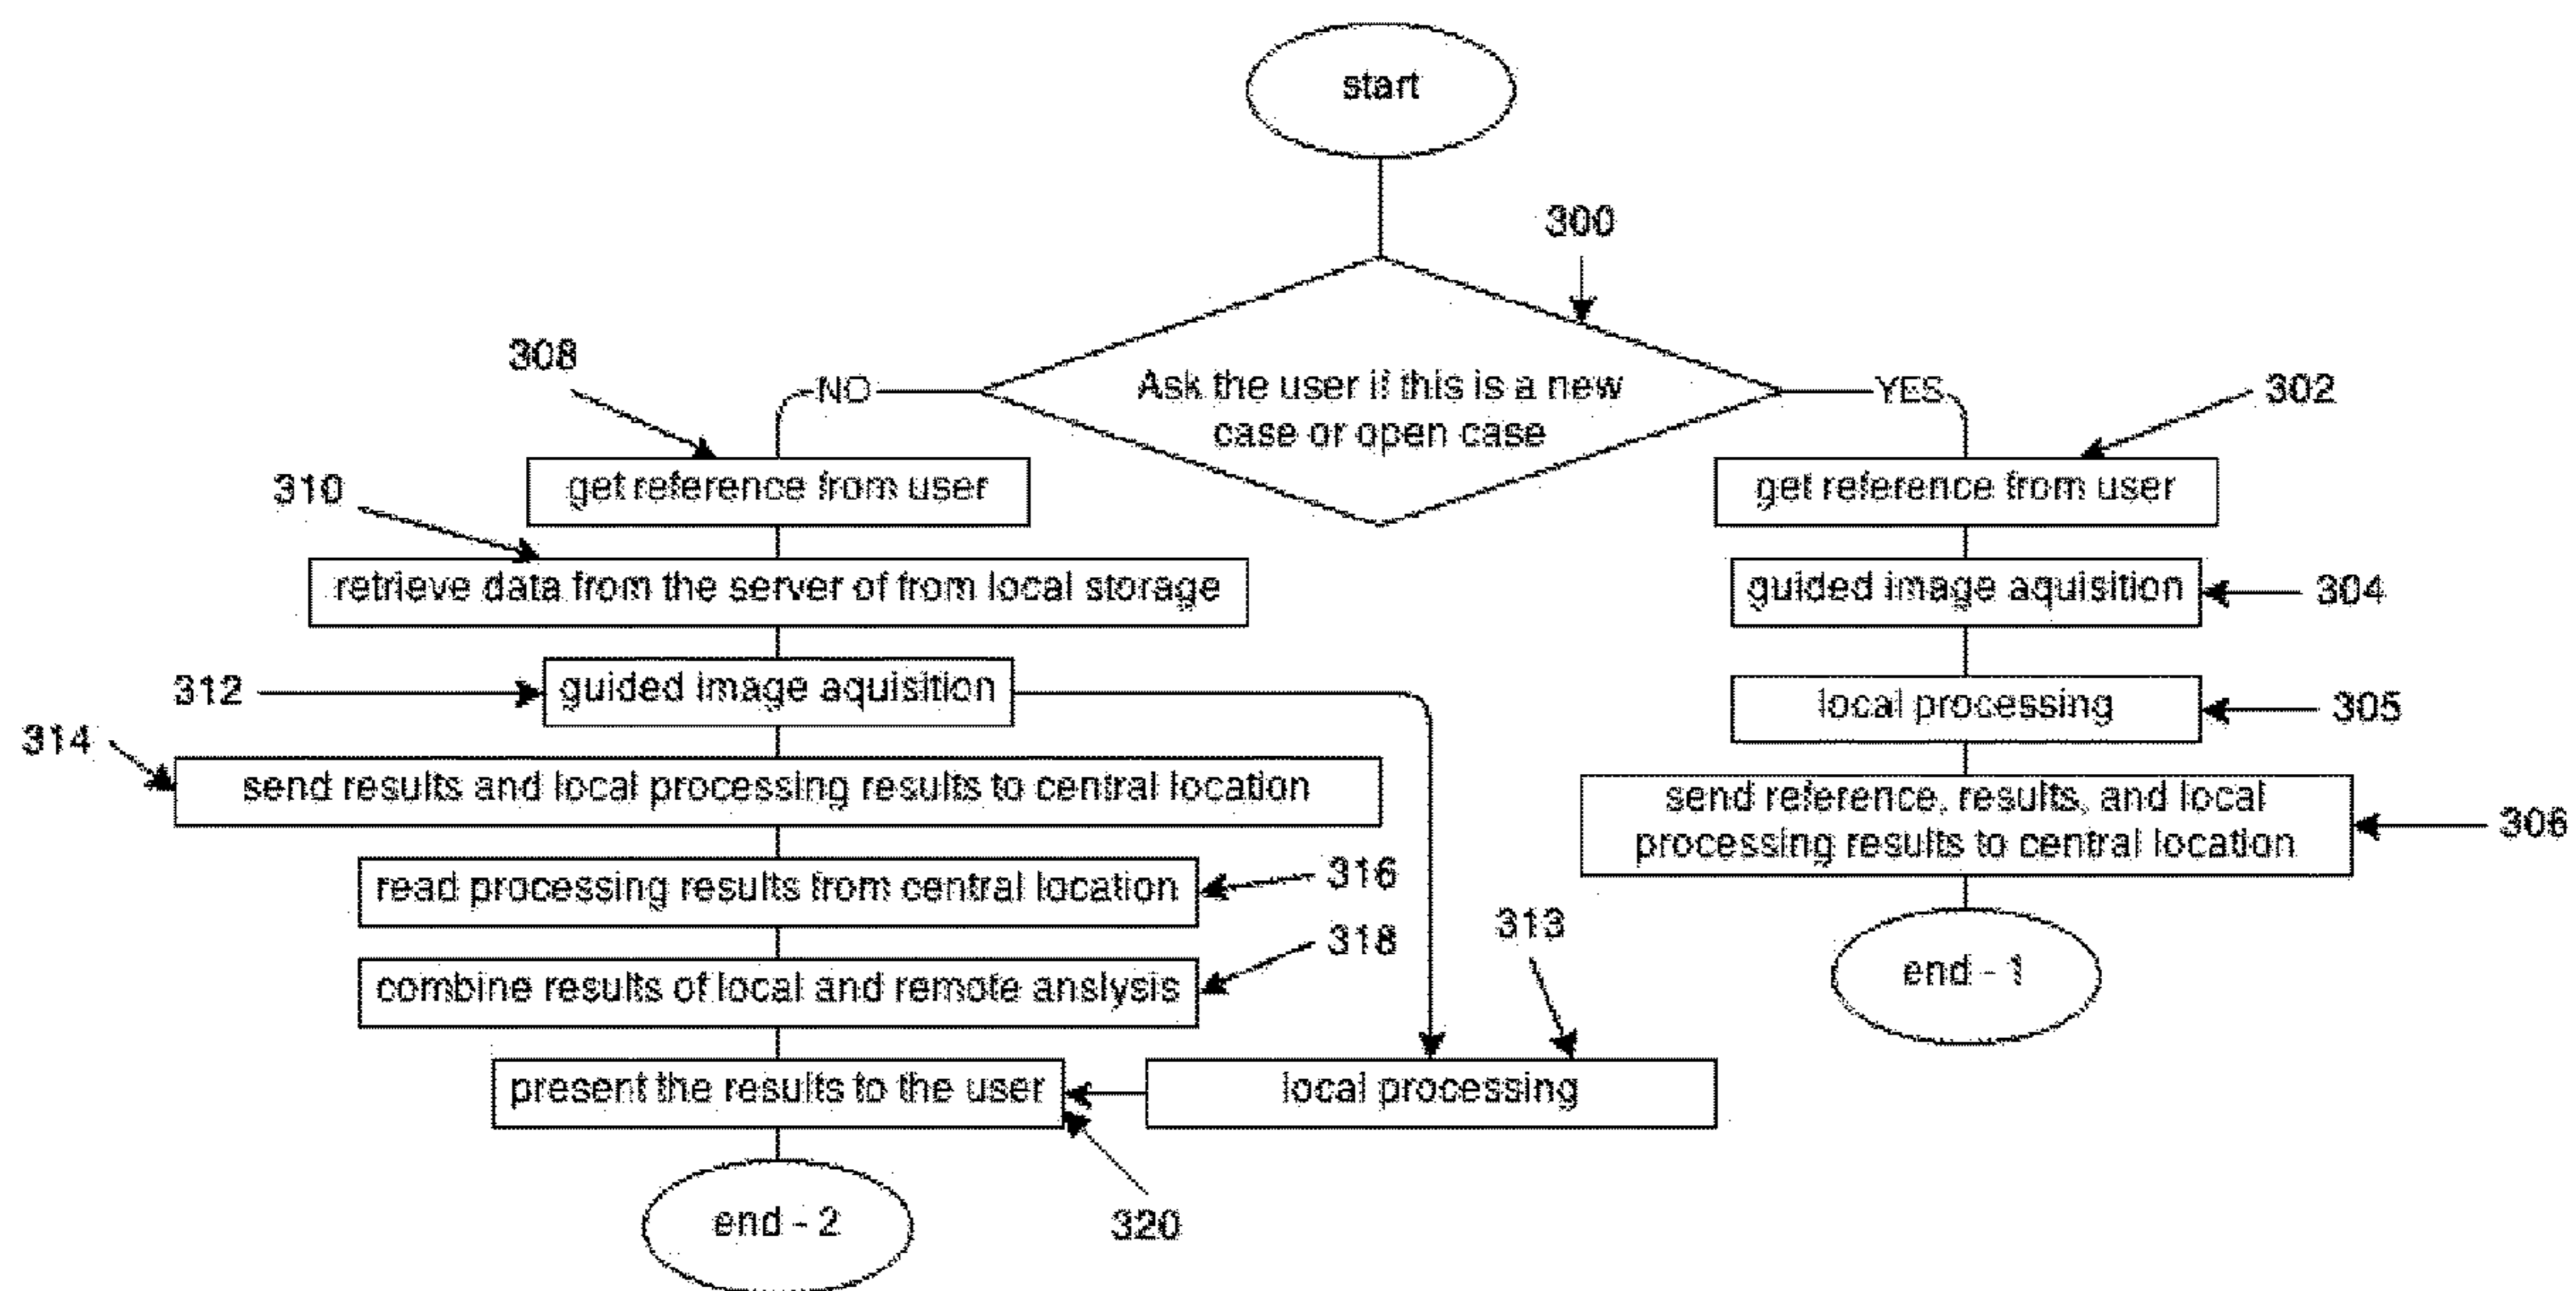 start
300
Ask the user if this is a new
case or open case
NO
YES
308
get reference from user
310
retrieve data from the server of from local storage
312
guided image aquisition
314
send results and local processing results to central location
read processing results from central location
316
combine results of local and remote anslysis
318
present the results to the user
320
local processing
313
end - 2
302
get reference from user
guided image aquisition
304
local processing
305
send reference, results, and local
processing results to central location
306
end - 1